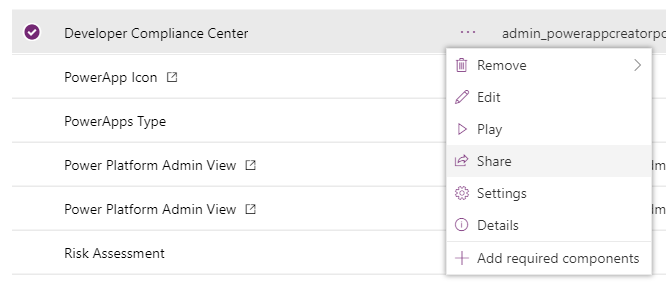 Developer Compliance Center ... admin_powerappcreatorpo
Remove
PowerApp Icon
Edit
PowerApps Type
Play
Power Platform Admin View
Share
Settings
Power Platform Admin View
Details
Risk Assessment
Add required components